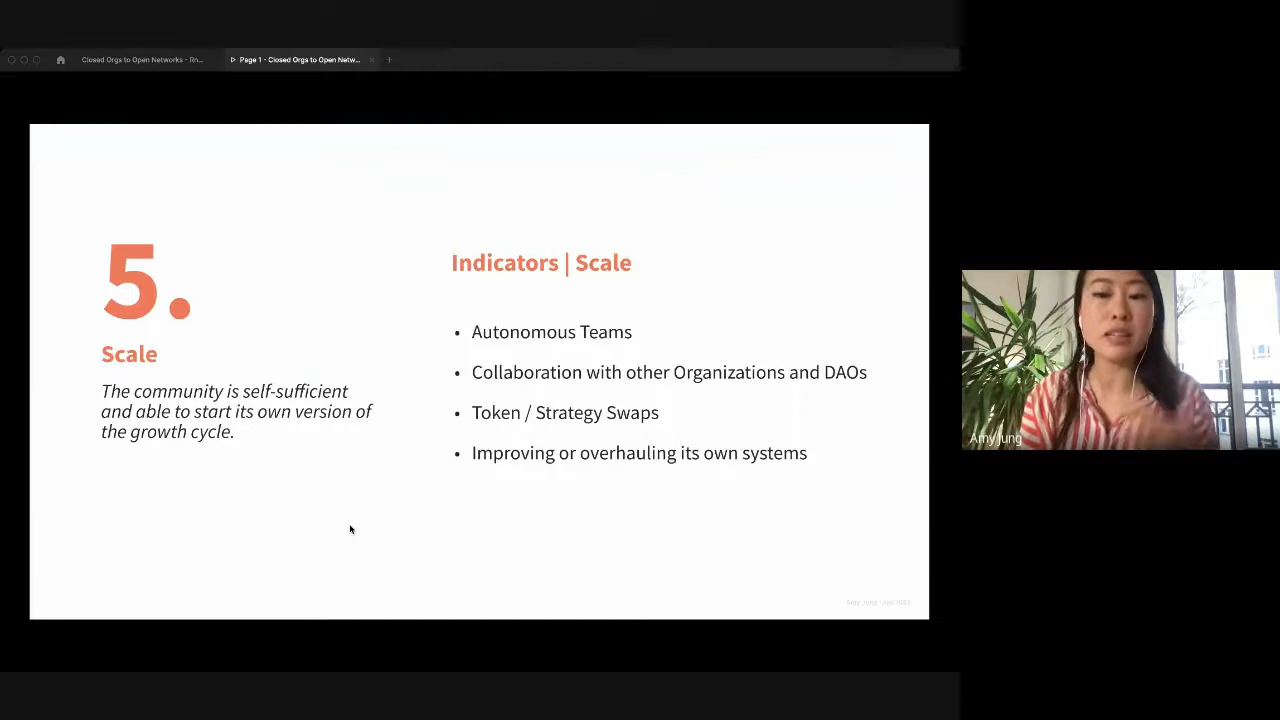 Closed Orgs to Open Networks - Rn...
Page 1 - Closed Orgs to Open Netw...
5.
Scale
The community is self-sufficient
and able to start its own version of
the growth cycle.
Indicators | Scale
• Autonomous Teams
• Collaboration with other Organizations and DAOs
• Token / Strategy Swaps
• Improving or overhauling its own systems
Amy Jung
Amy Jung